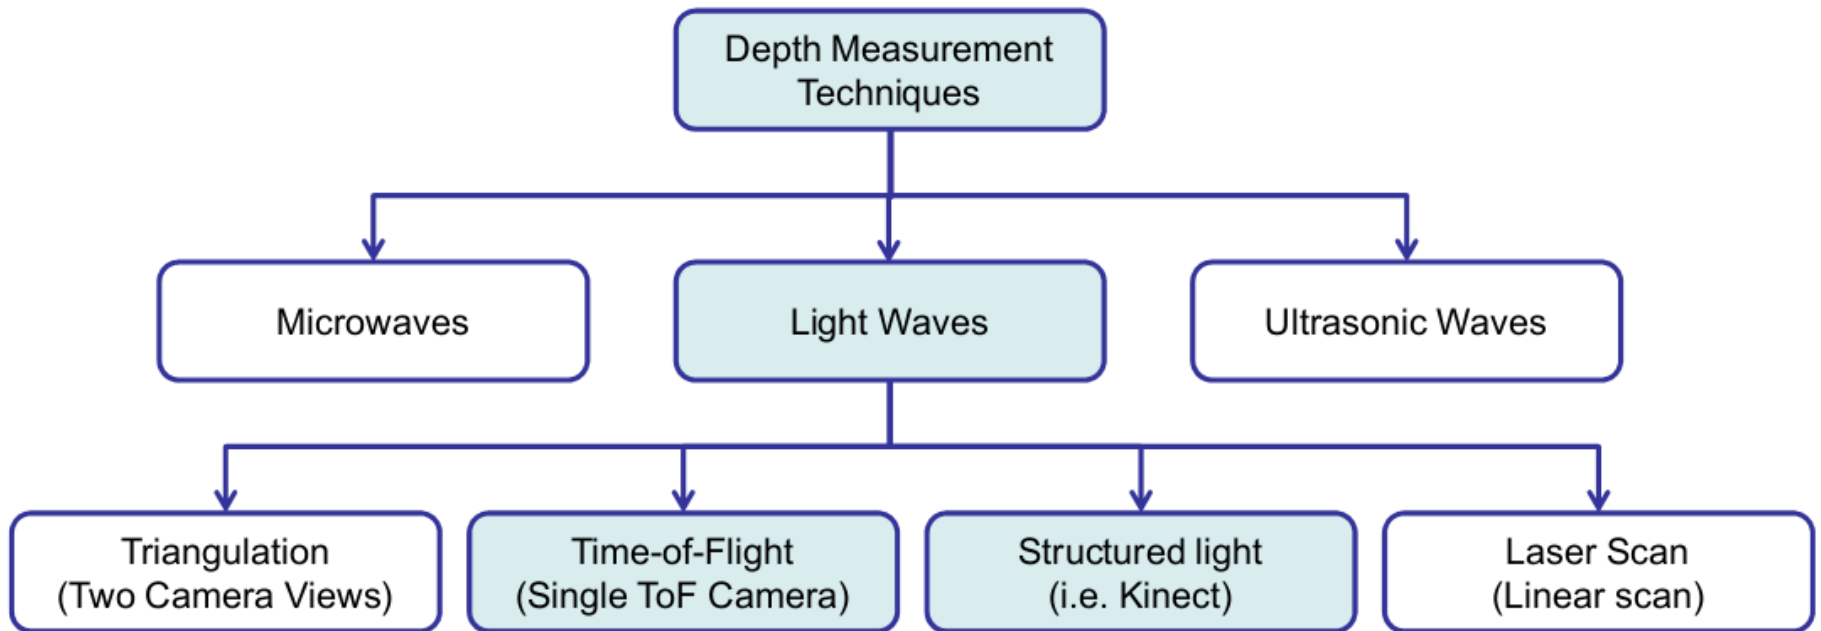 Depth Measurement
Techniques
Microwaves
Light Waves
Ultrasonic Waves
Triangulation
(Two Camera Views)
Time-of-Flight
(Single ToF Camera)
Structured light
(i.e. Kinect)
Laser Scan
(Linear scan)